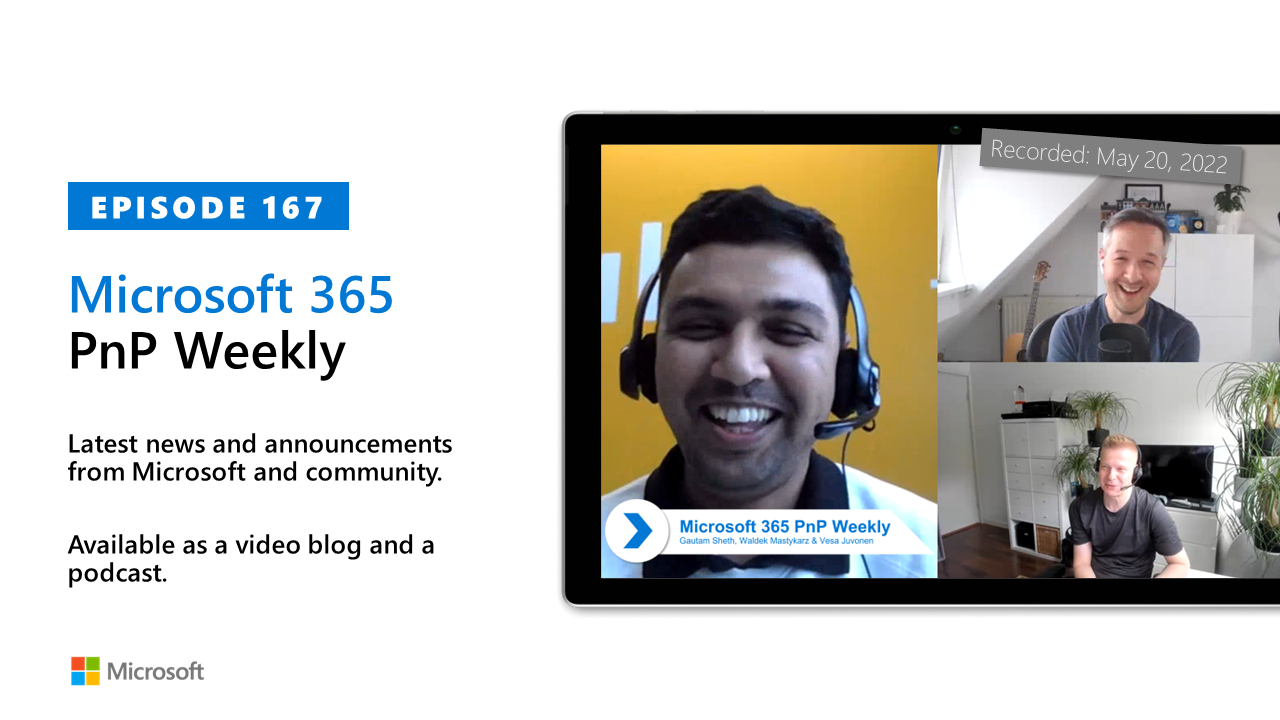 EPISODE 167
Microsoft 365
PnP Weekly
Latest news and announcements
from Microsoft and community.
Available as a video blog and a
podcast.
Microsoft
Recorded: May 20, 2022
Microsoft 365 PnP Weekly
Gautam Sheth, Waldek Mastykarz & Vesa Juvonen